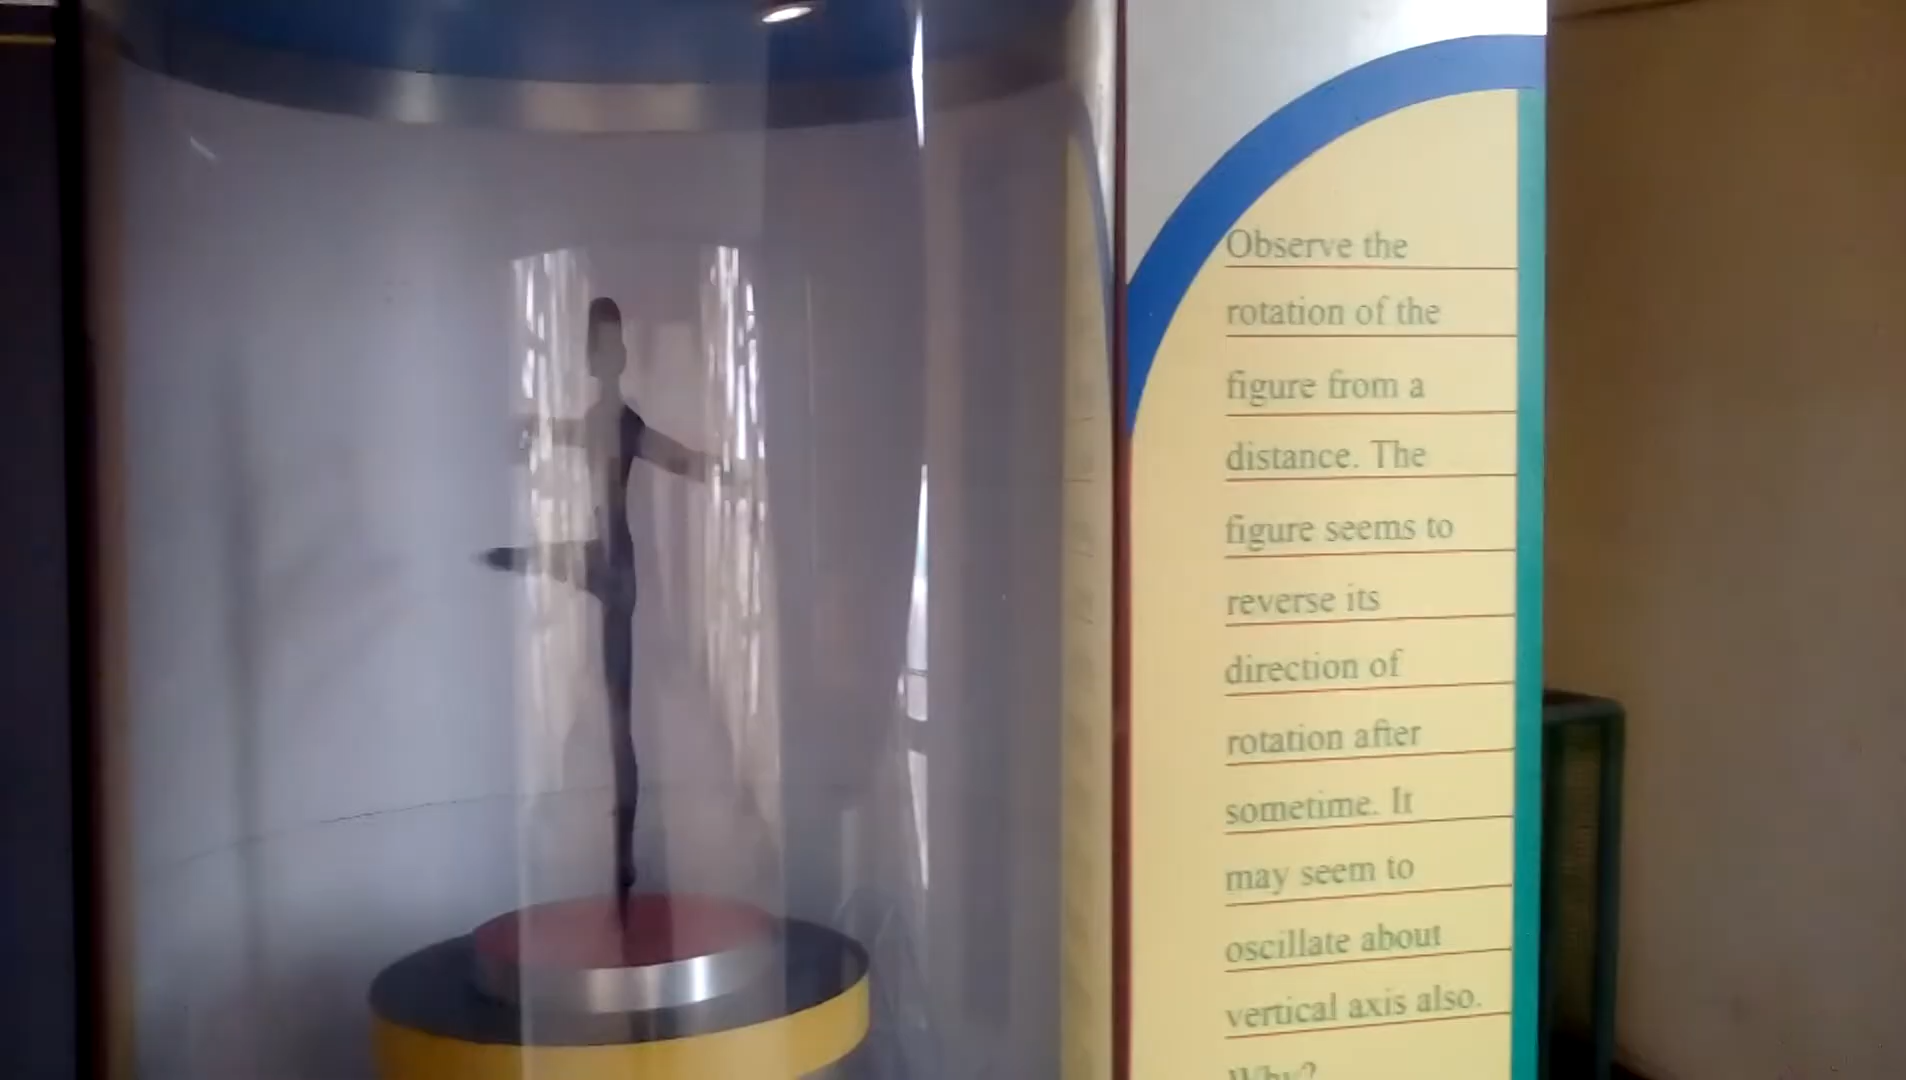 Observe the
rotation of the
figure from a
distance. The
figure seems to
reverse its
direction of
rotation after
sometime. It
may seem to
oscillate about
vertical axis also.
Why?